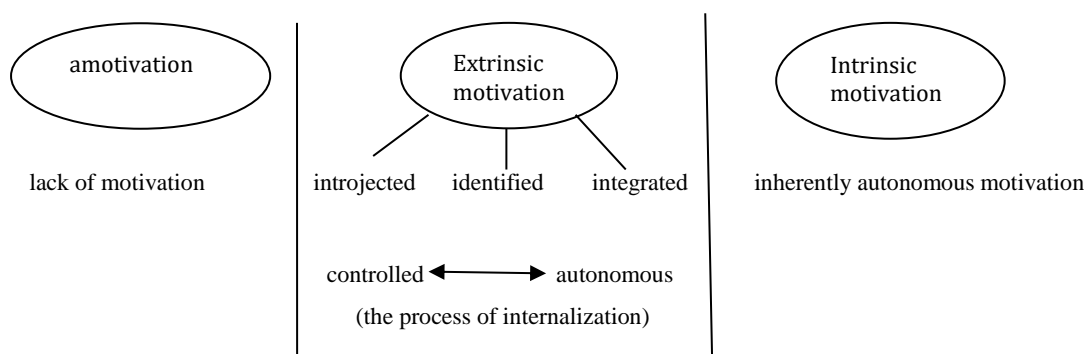 amotivation
Extrinsic
motivation
Intrinsic
motivation
lack of motivation
introjected identified integrated
inherently autonomous motivation
controlled autonomous
(the process of internalization)